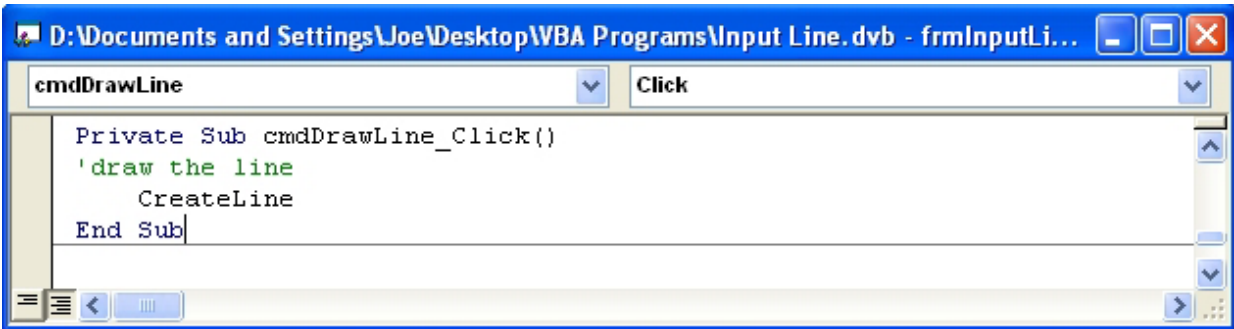 D:\Documents and Settings\Joe\Desktop\VBA Programs\Input Line.dvb - frmInputLi...
cmdDrawLine
Click
Private Sub cmdDrawLine_Click()
'draw the line
CreateLine
End Sub